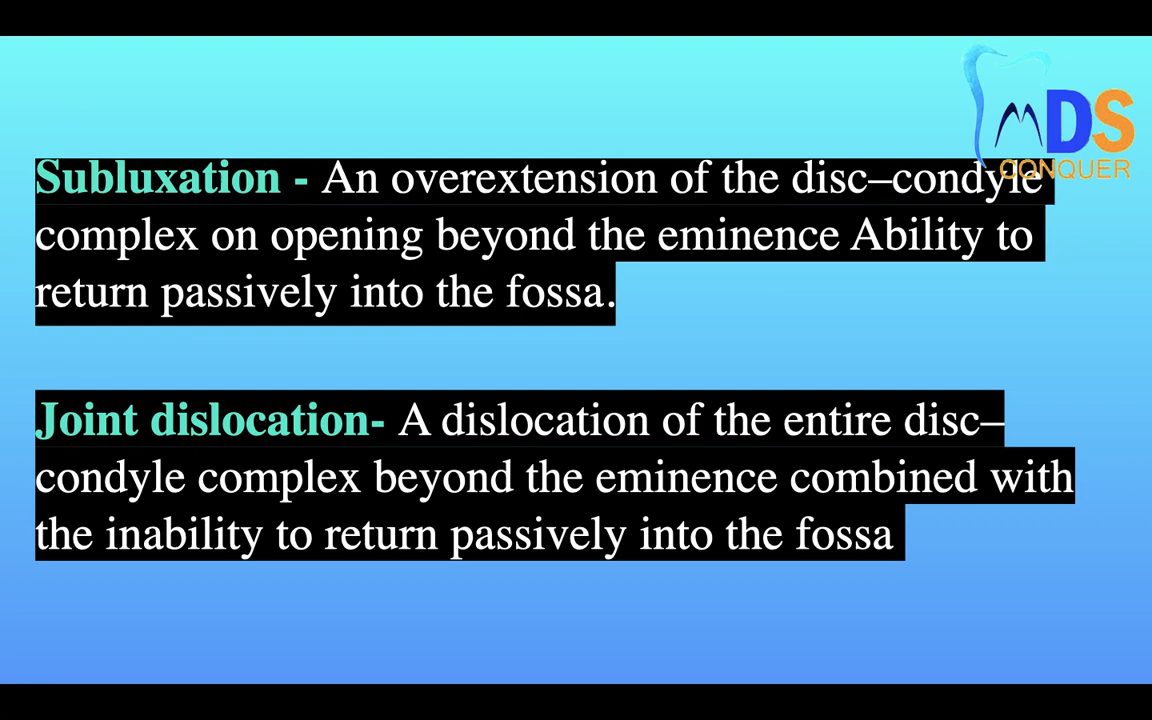 MDS
CONQUER
Subluxation - An overextension of the disc–condyle
complex on opening beyond the eminence Ability to
return passively into the fossa.
Joint dislocation- A dislocation of the entire disc–
condyle complex beyond the eminence combined with
the inability to return passively into the fossa